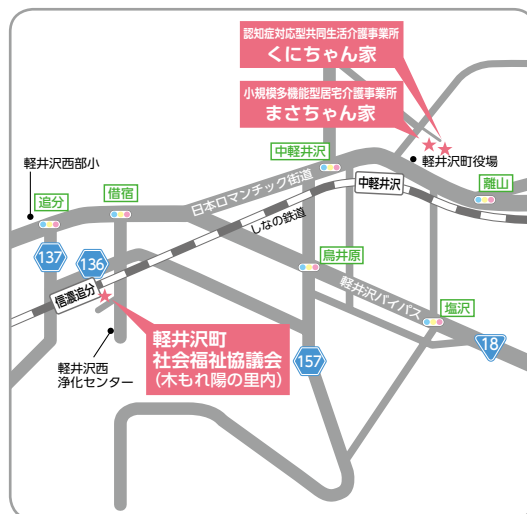 認知症対応型共同生活介護事業所
くにちゃん家
小規模多機能型居宅介護事業所
まさちゃん家
軽井沢町役場
中軽井沢
離山
軽井沢西部小
追分
借宿
日本ロマンチック街道
中軽井沢
しなの鉄道
137
136
信濃追分
鳥井原
軽井沢バイパス
塩沢
18
軽井沢町
社会福祉協議会
(木もれ陽の里内)
軽井沢西
浄化センター
157